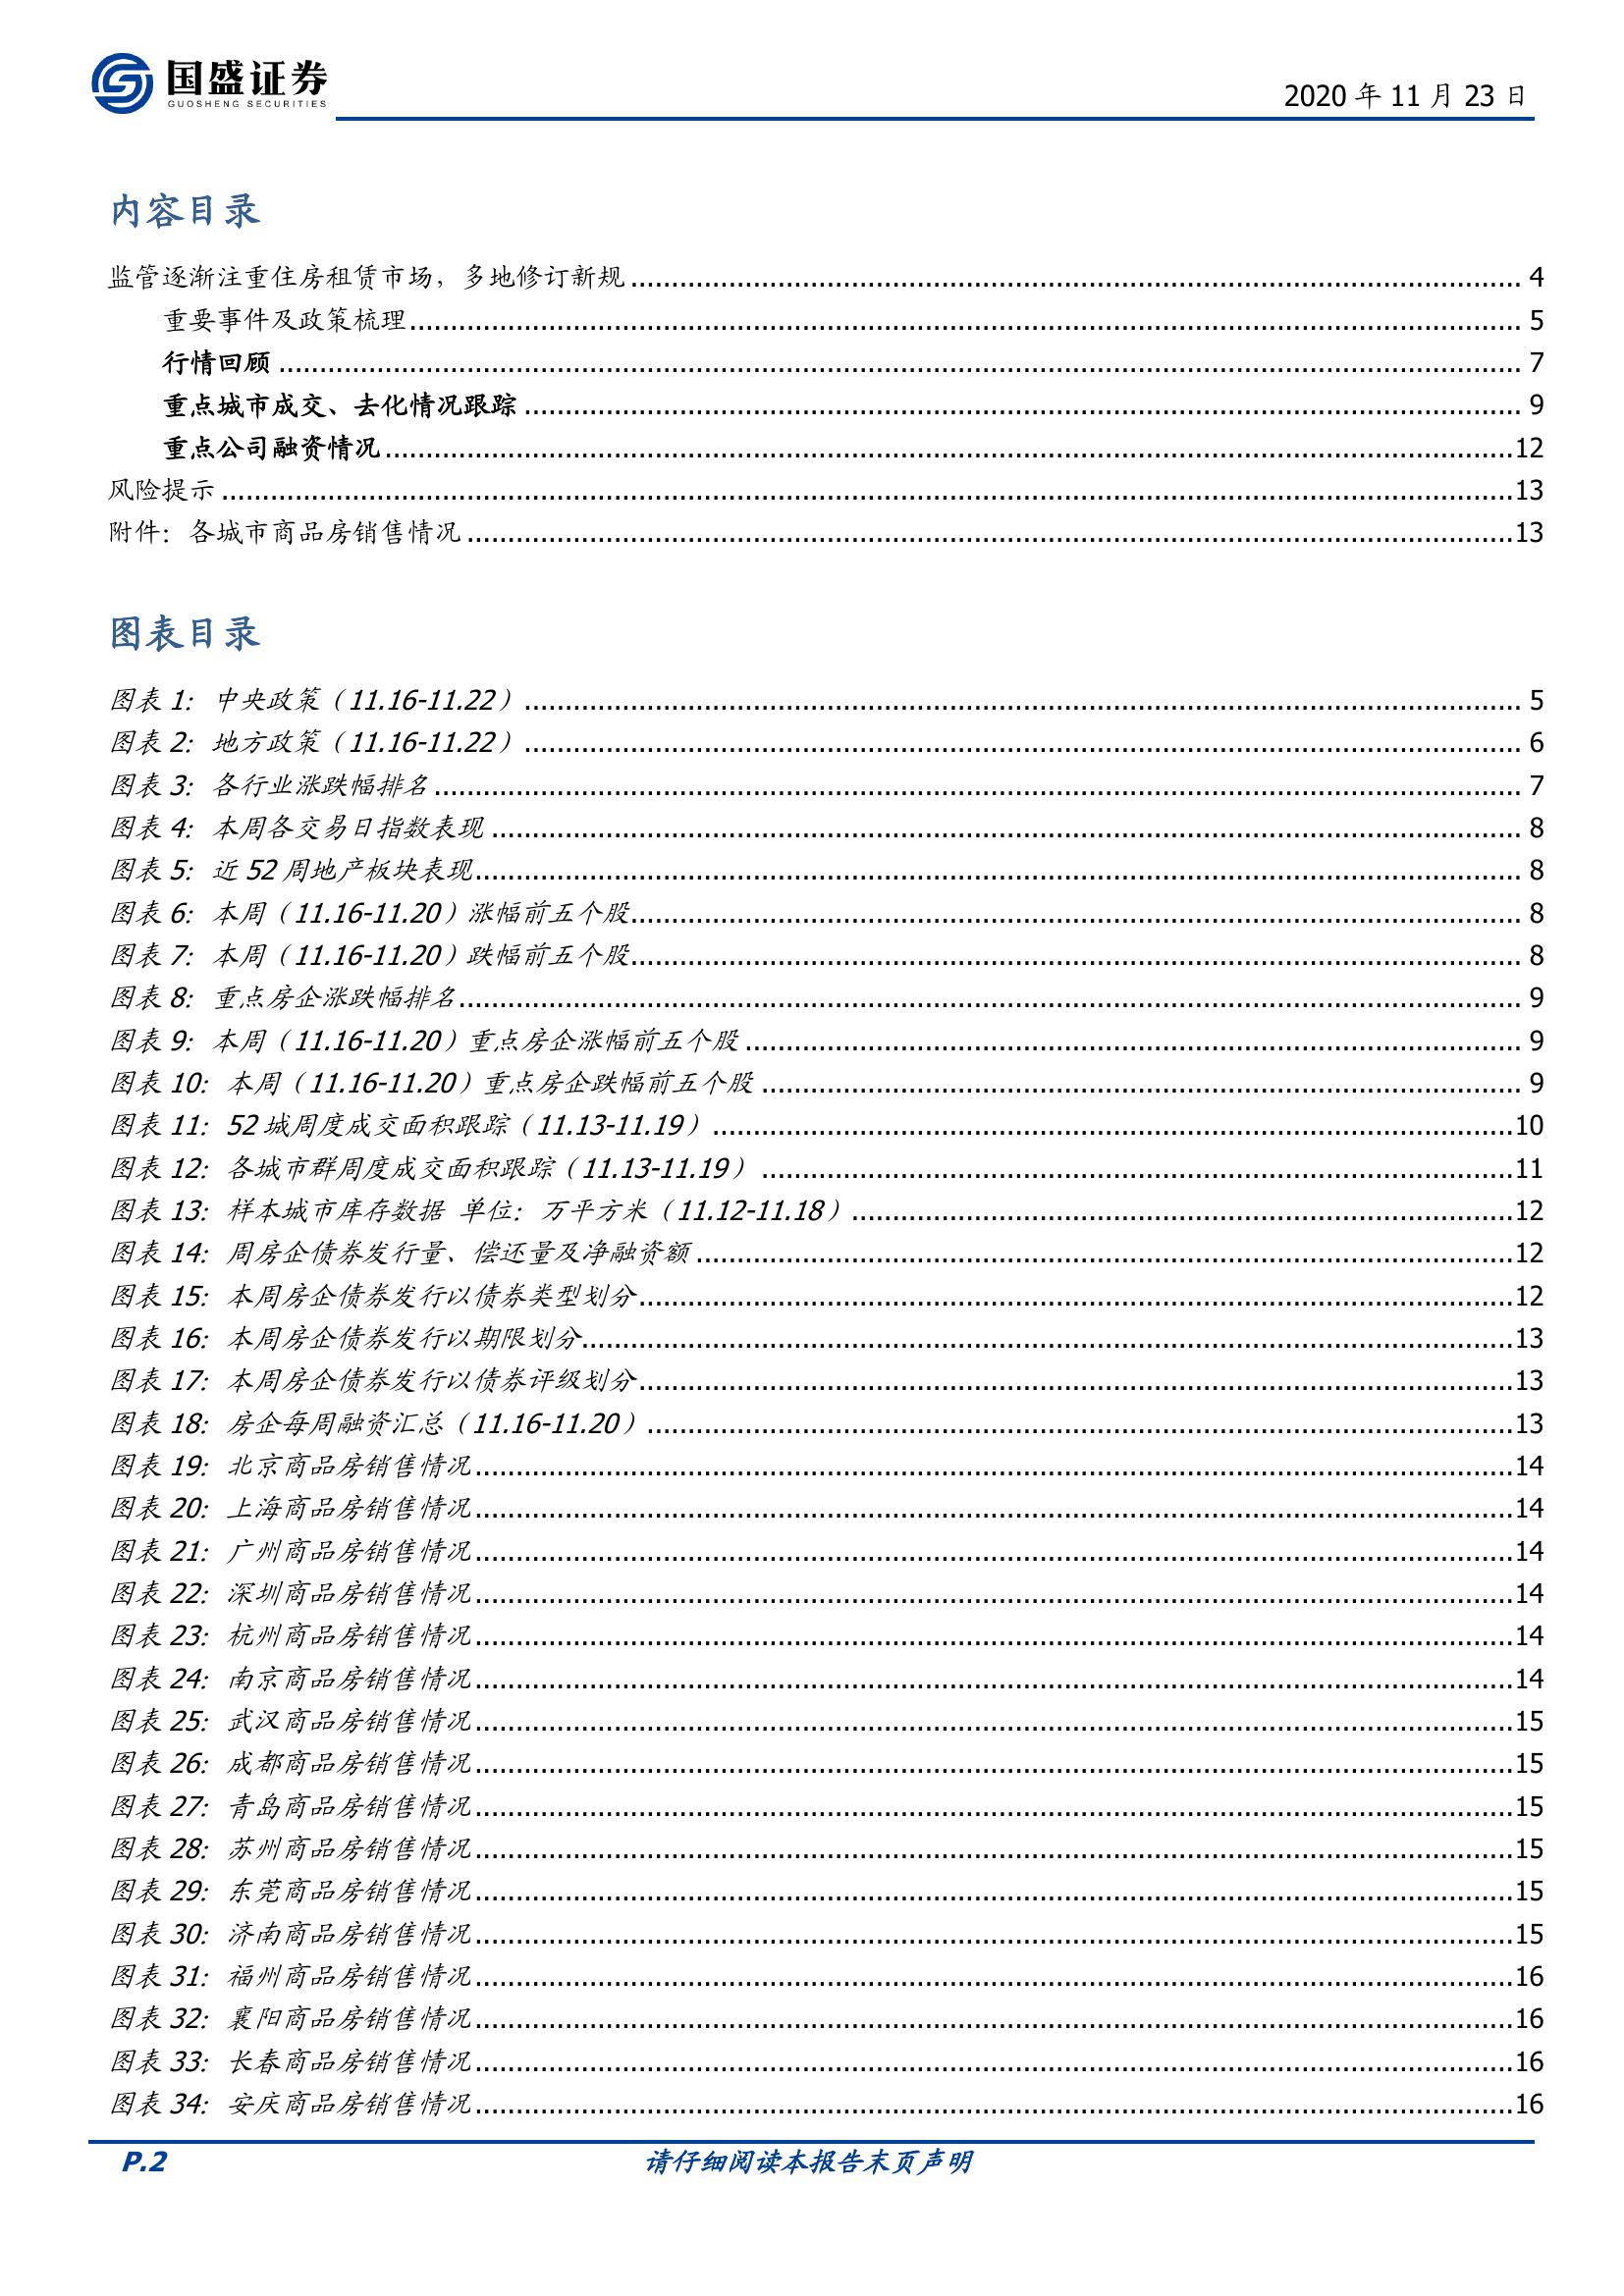 国盛证券
GUOSHENG SECURITIES
2020 年 11 月 23 日
内容目录
监管逐渐注重住房租赁市场，多地修订新规 4
重要事件及政策梳理 5
行情回顾 7
重点城市成交、去化情况跟踪 9
重点公司融资情况 12
风险提示 13
附件：各城市商品房销售情况 13
图表目录
图表 1：中央政策（11.16-11.22） 5
图表 2：地方政策（11.16-11.22） 6
图表 3：各行业涨跌幅排名 7
图表 4：本周各交易日指数表现 8
图表 5：近 52 周地产板块表现 8
图表 6：本周（11.16-11.20）涨幅前五个股 8
图表 7：本周（11.16-11.20）跌幅前五个股 8
图表 8：重点房企涨跌幅排名 9
图表 9：本周（11.16-11.20）重点房企涨幅前五个股 9
图表 10：本周（11.16-11.20）重点房企跌幅前五个股 9
图表 11：52 城周度成交面积跟踪（11.13-11.19） 10
图表 12：各城市群周度成交面积跟踪（11.13-11.19） 11
图表 13：样本城市库存数据 单位：万平方米（11.12-11.18） 12
图表 14：周房企债券发行量、偿还量及净融资额 12
图表 15：本周房企债券发行以债券类型划分 12
图表 16：本周房企债券发行以期限划分 13
图表 17：本周房企债券发行以债券评级划分 13
图表 18：房企每周融资汇总（11.16-11.20） 13
图表 19：北京商品房销售情况 14
图表 20：上海商品房销售情况 14
图表 21：广州商品房销售情况 14
图表 22：深圳商品房销售情况 14
图表 23：杭州商品房销售情况 14
图表 24：南京商品房销售情况 14
图表 25：武汉商品房销售情况 15
图表 26：成都商品房销售情况 15
图表 27：青岛商品房销售情况 15
图表 28：苏州商品房销售情况 15
图表 29：东莞商品房销售情况 15
图表 30：济南商品房销售情况 15
图表 31：福州商品房销售情况 16
图表 32：襄阳商品房销售情况 16
图表 33：长春商品房销售情况 16
图表 34：安庆商品房销售情况 16
P.2
请仔细阅读本报告末页声明